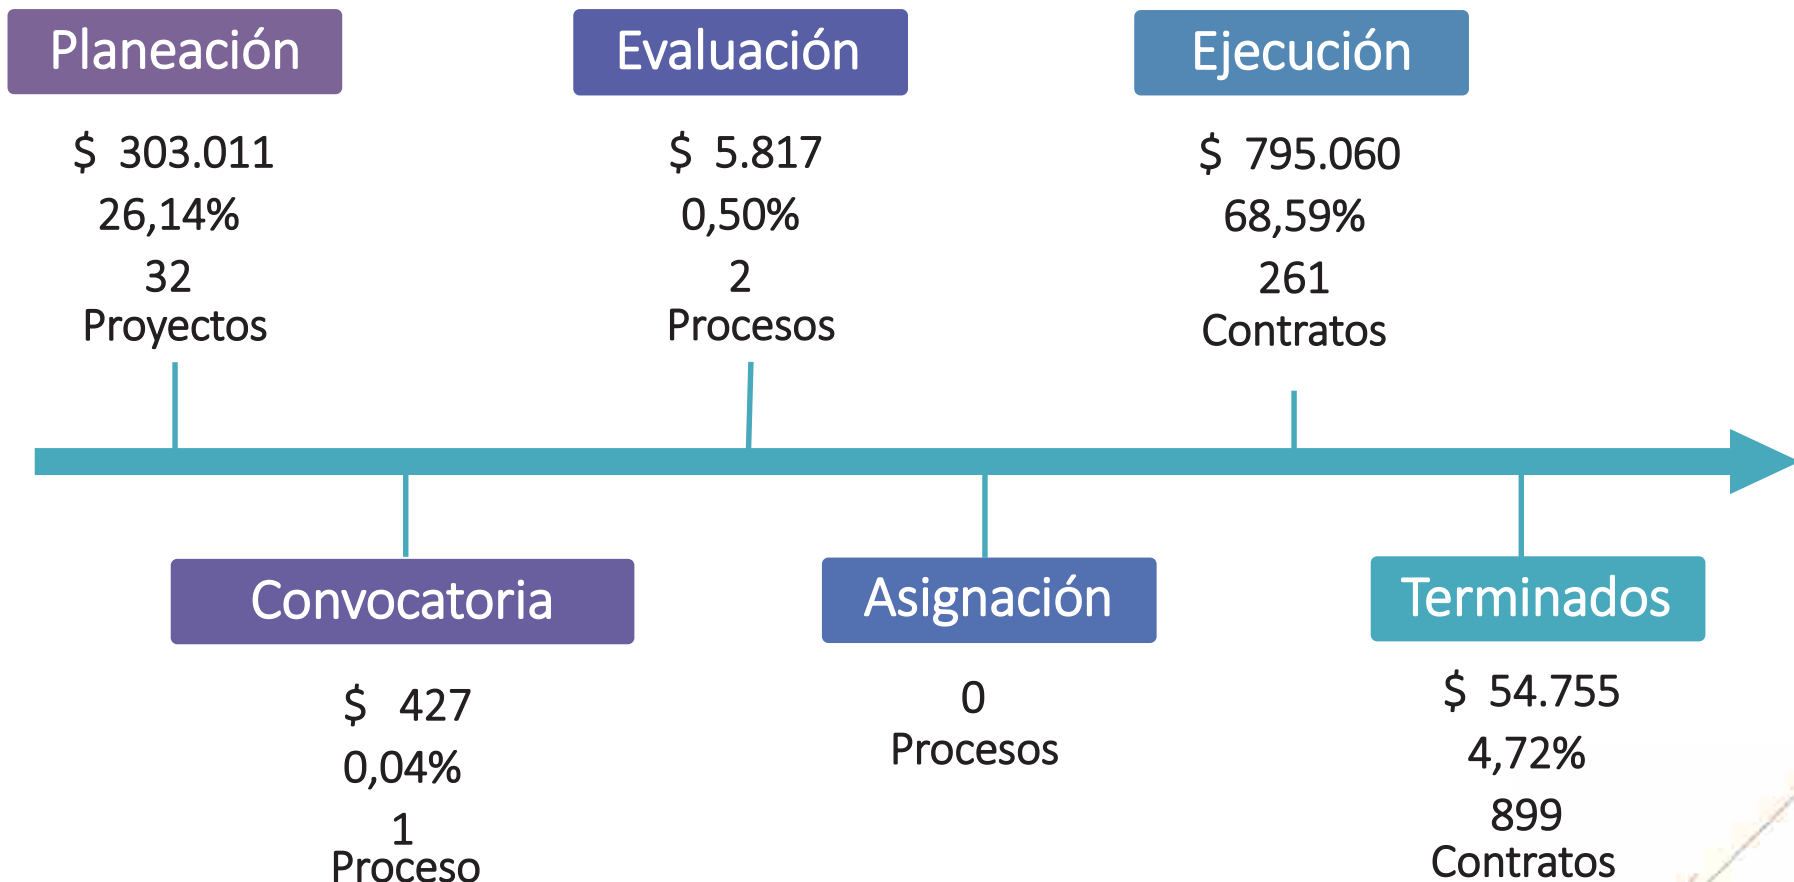 Planeación
$ 303.011
26,14%
32
Proyectos
Evaluación
$ 5.817
0,50%
2
Procesos
Ejecución
$ 795.060
68,59%
261
Contratos
Convocatoria
$ 427
0,04%
1
Proceso
Asignación
0
Procesos
Terminados
$ 54.755
4,72%
899
Contratos